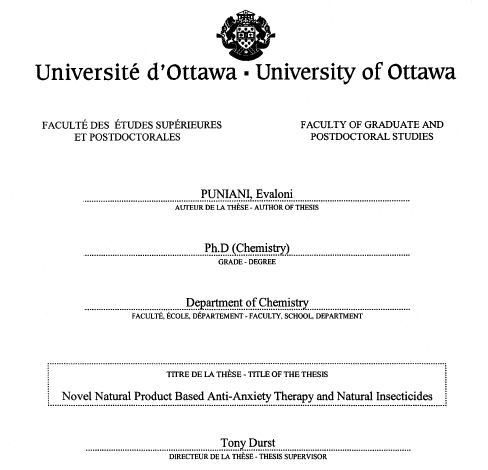 Université d'Ottawa • University of Ottawa
FACULTÉ DES ÉTUDES SUPÉRIEURES
ET POSTDOCTORALES
FACULTY OF GRADUATE AND
POSTDOCTORAL STUDIES
PUNIANI, Evaloni
AUTEUR DE LA THÈSE - AUTHOR OF THESIS
Ph.D (Chemistry)
GRADE - DEGREE
Department of Chemistry
FACULTÉ, ÉCOLE, DÉPARTEMENT - FACULTY, SCHOOL, DEPARTMENT
TITRE DE LA THÈSE - TITLE OF THE THESIS
Novel Natural Product Based Anti-Anxiety Therapy and Natural Insecticides
Tony Durst
DIRECTEUR DE LA THÈSE - THESIS SUPERVISOR